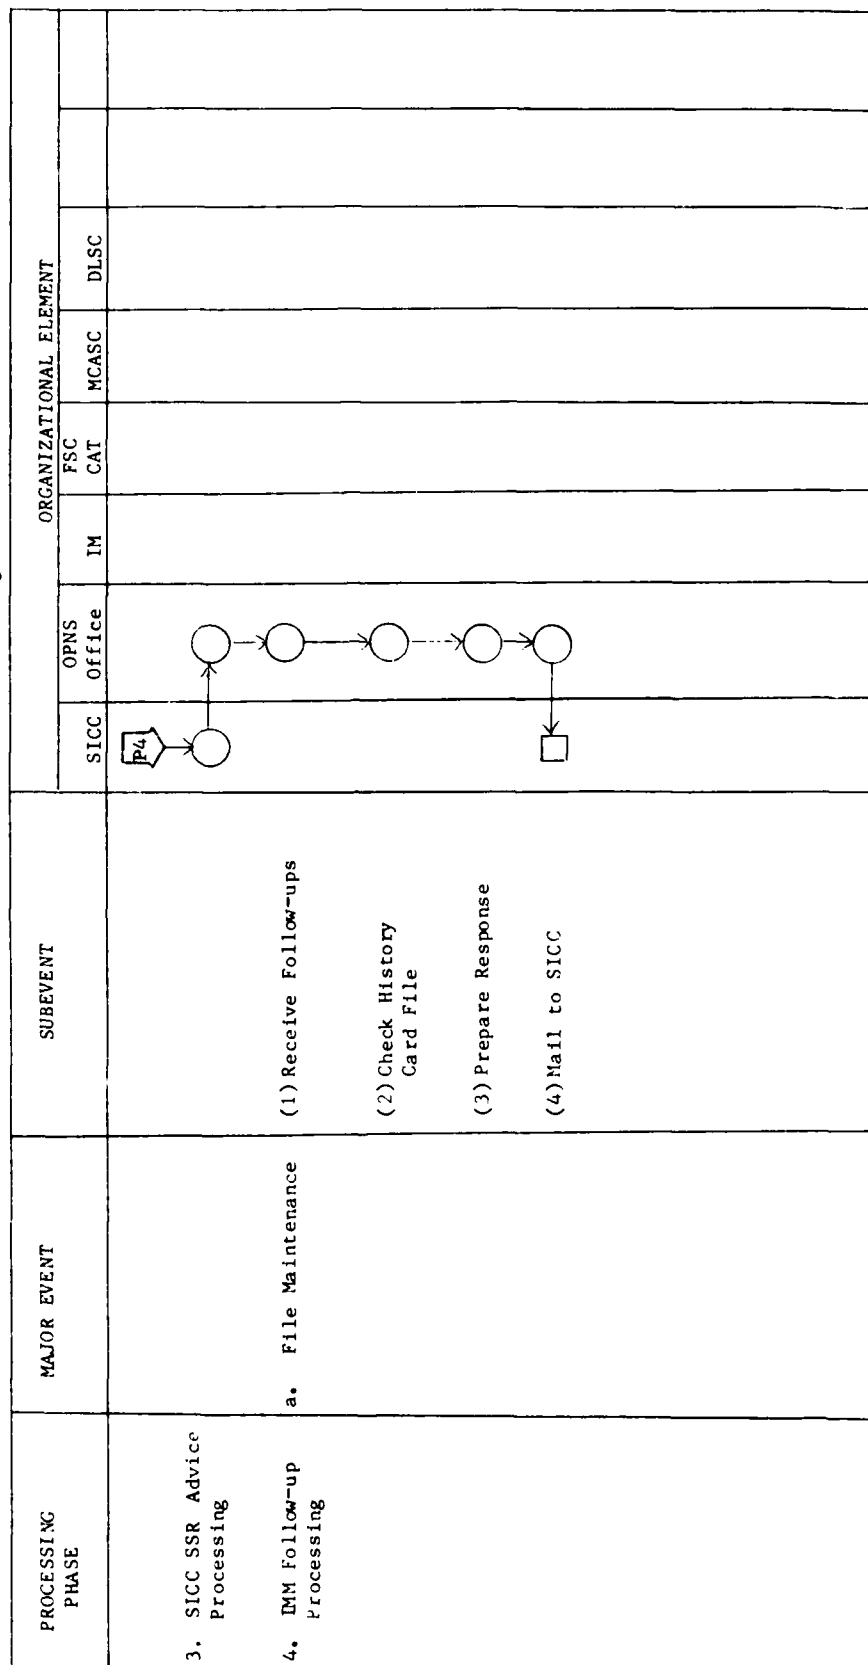 PROCESSING
PHASE
MAJOR EVENT
SUBEVENT
ORGANIZATIONAL ELEMENT
SICC
OPNS
Office
IM
FSC
CAT
MCASC
DLSC
P4
3. SICC SSR Advice
Processing
4. IMM Follow-up
Processing
a. File Maintenance
(1) Receive Follow-ups
(2) Check History
Card File
(3) Prepare Response
(4) Mail to SICC